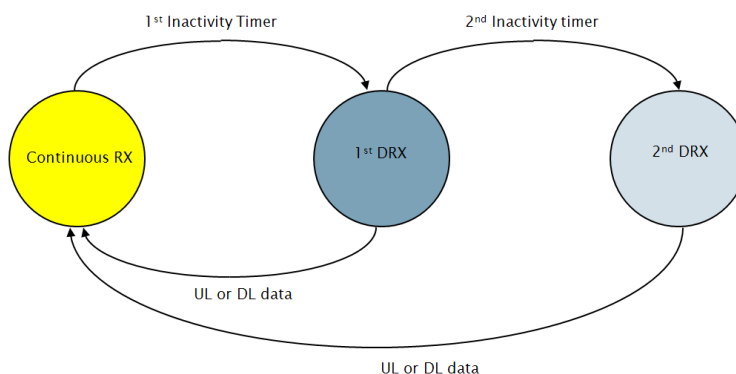 1st Inactivity Timer
2nd Inactivity timer
Continuous RX
1st DRX
2nd DRX
UL or DL data
UL or DL data